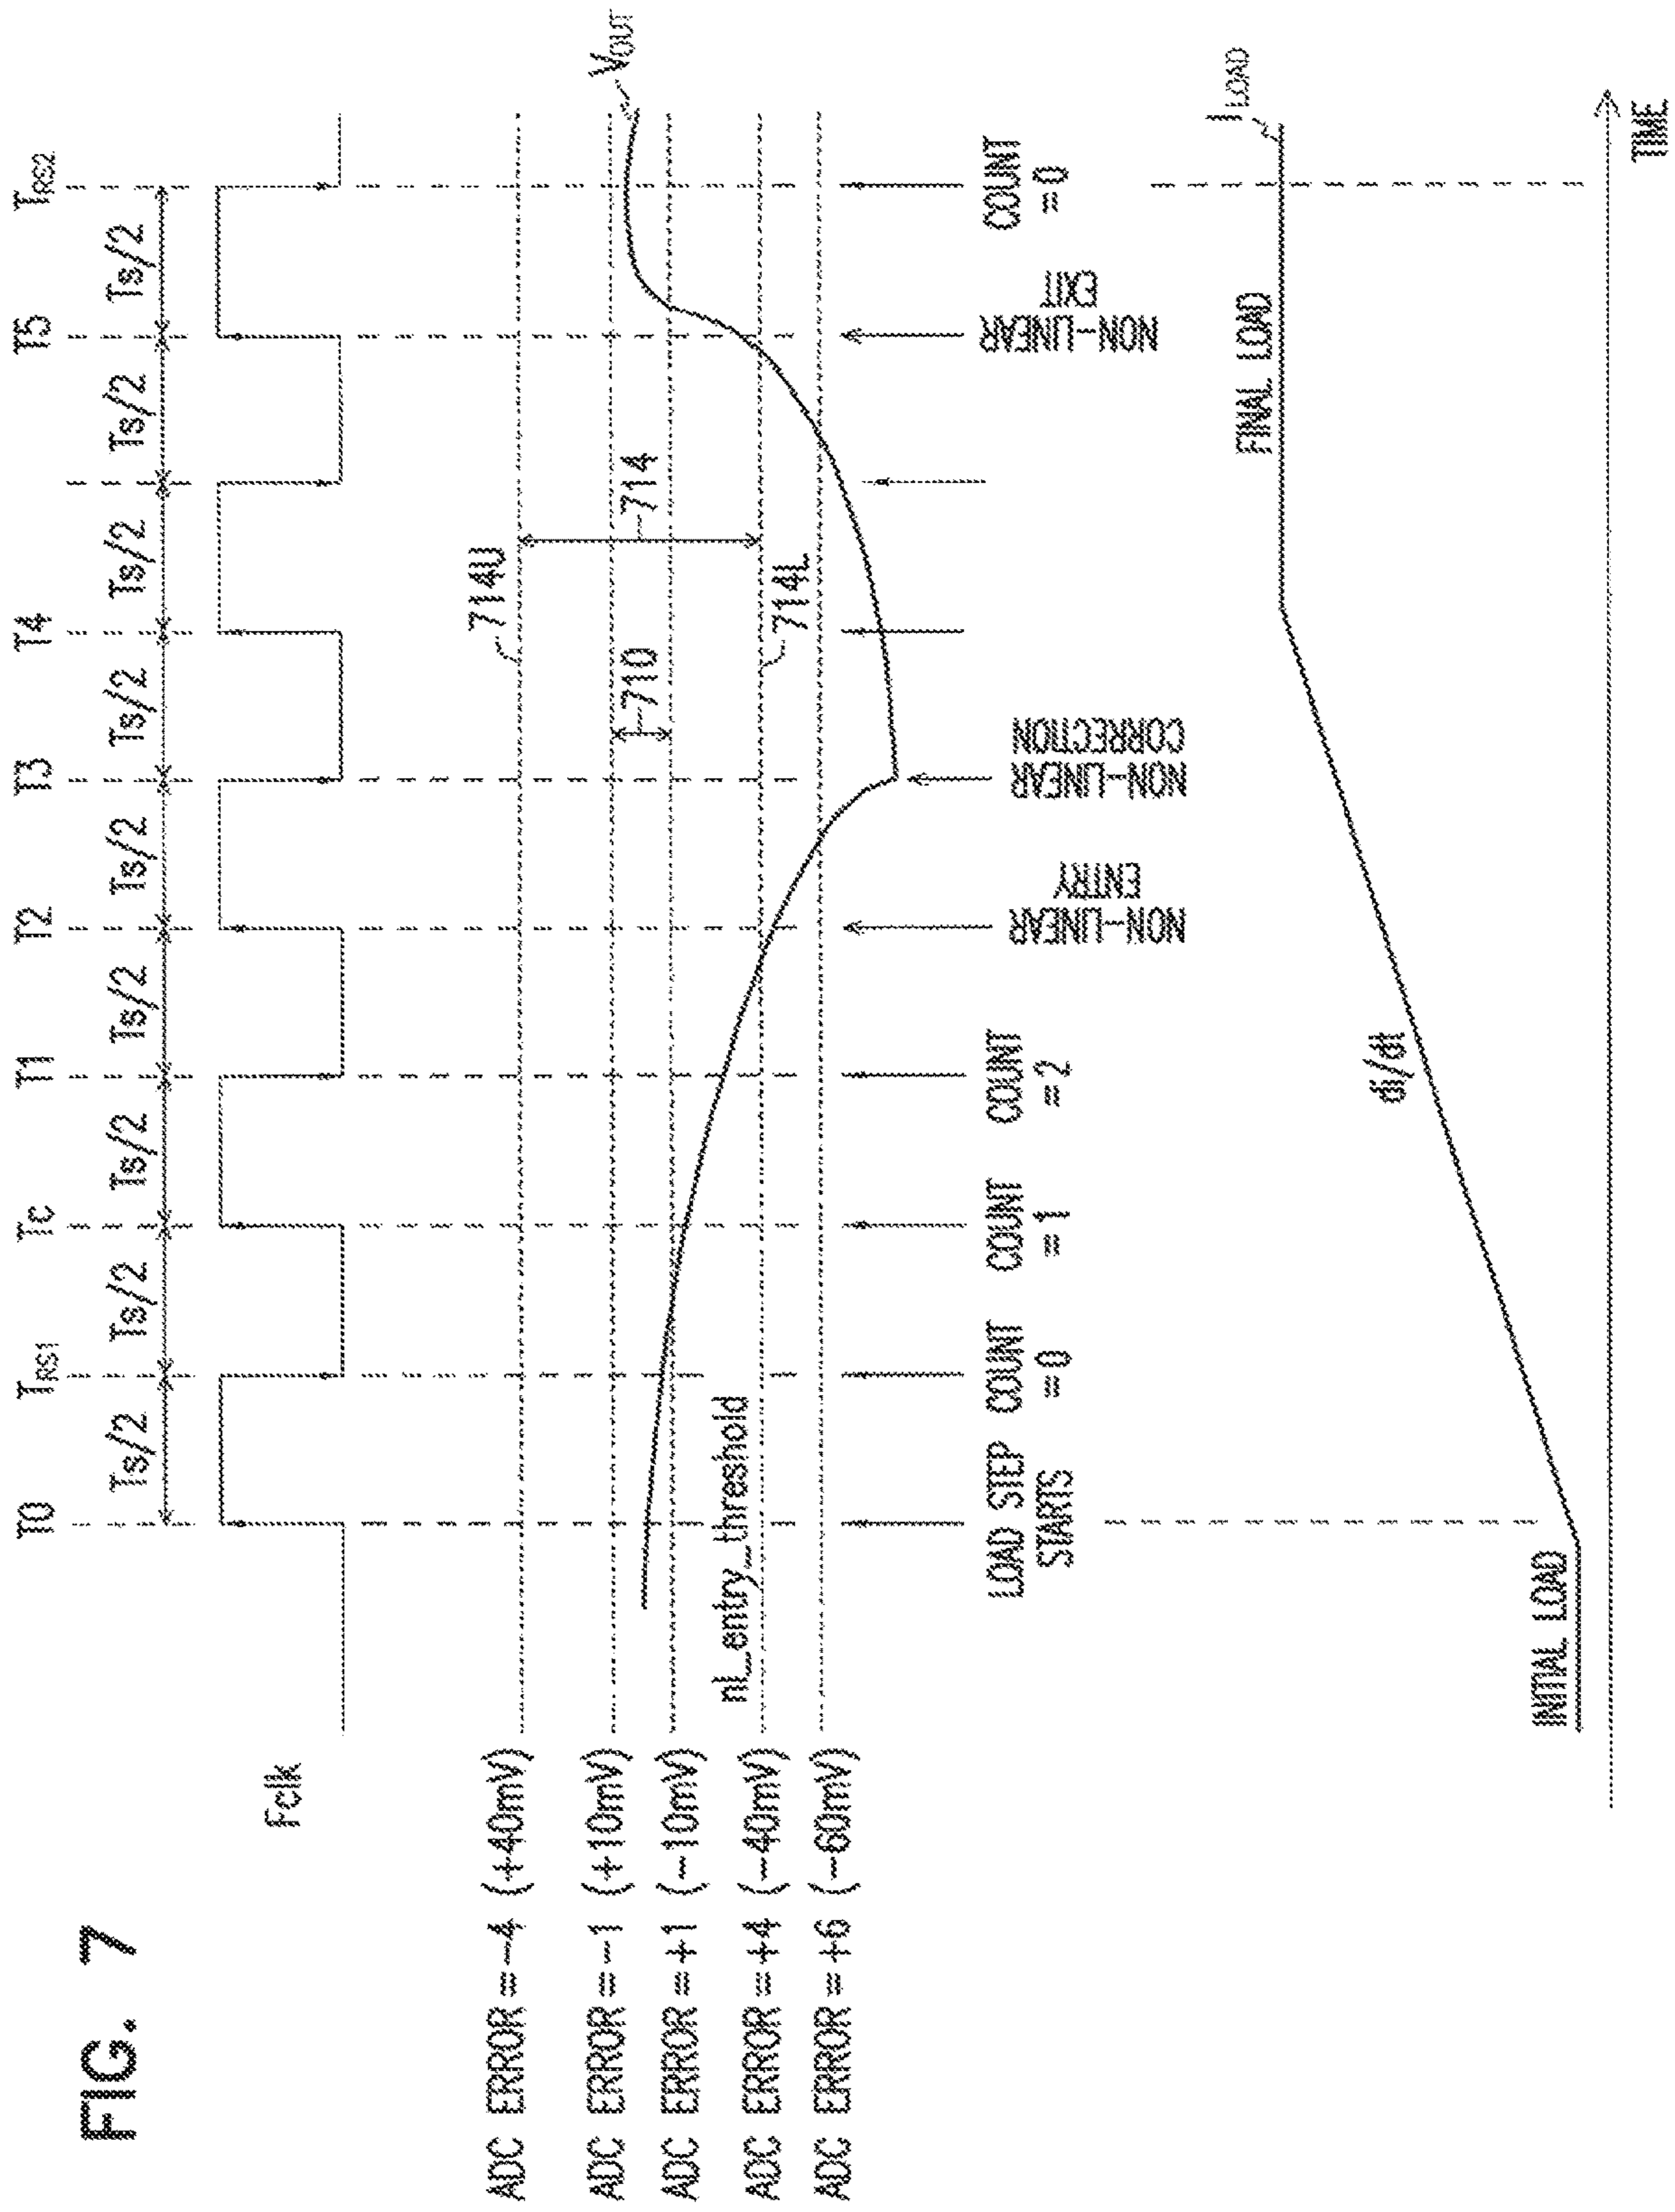 FIG. 7
T0 TRS1 Tc T1 T2 T3 T4 T5 TRS2
Ts/2 Ts/2 Ts/2 Ts/2 Ts/2 Ts/2 Ts/2 Ts/2 Ts/2
Fclk
714U
ADC ERROR=-4 (+40mV)
VOUT
ADC ERROR=-1 (+10mV)
710
714
ADC ERROR=+1 (-10mV)
nl_entry_threshold
ADC ERROR=+4 (-40mV)
714L
ADC ERROR=+6 (-60mV)
LOAD STEP
STARTS
COUNT
=0
COUNT
=1
COUNT
=2
NON-LINEAR
ENTRY
NON-LINEAR
CORRECTION
NON-LINEAR
EXIT
COUNT
=0
ILOAD
FINAL LOAD
di/dt
INITIAL LOAD
TIME